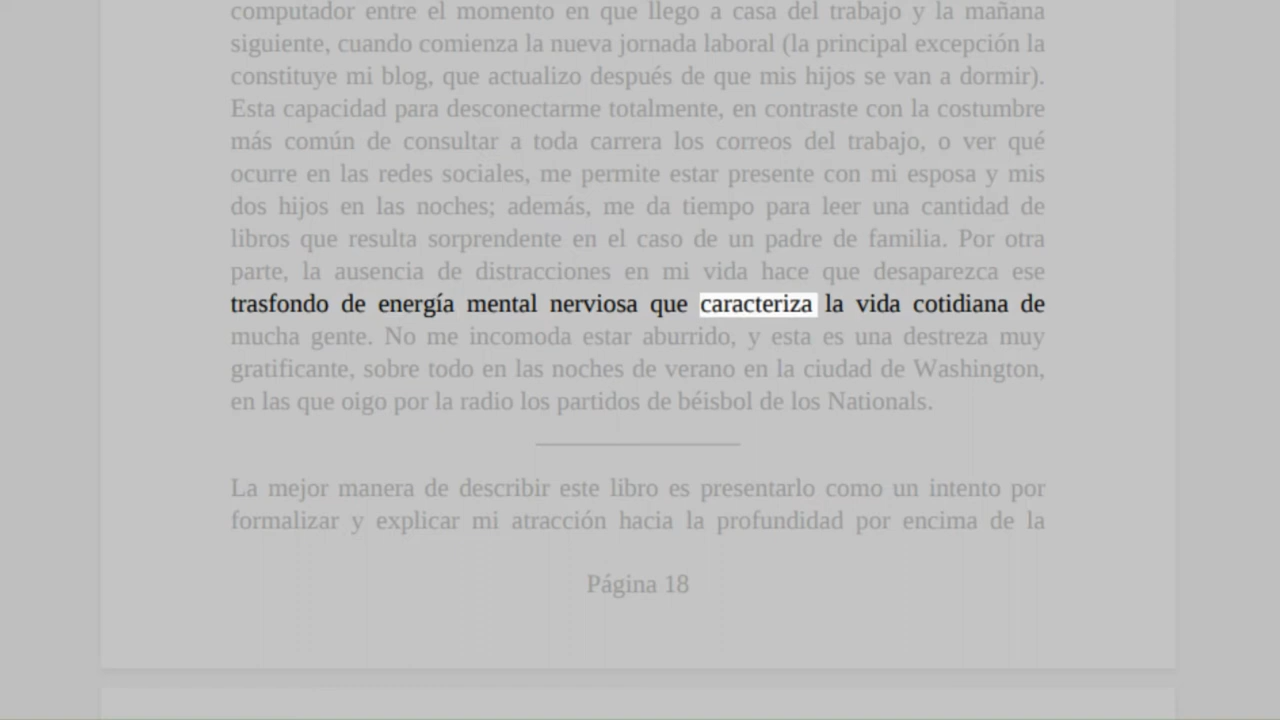 computador entre el momento en que llego a casa del trabajo y la mañana
siguiente, cuando comienza la nueva jornada laboral (la principal excepción la
constituye mi blog, que actualizo después de que mis hijos se van a dormir).
Esta capacidad para desconectarme totalmente, en contraste con la costumbre
más común de consultar a toda carrera los correos del trabajo, o ver qué
ocurre en las redes sociales, me permite estar presente con mi esposa y mis
dos hijos en las noches; además, me da tiempo para leer una cantidad de
libros que resulta sorprendente en el caso de un padre de familia. Por otra
parte, la ausencia de distracciones en mi vida hace que desaparezca ese
trasfondo de energía mental nerviosa que caracteriza la vida cotidiana de
mucha gente. No me incomoda estar aburrido, y esta es una destreza muy
gratificante, sobre todo en las noches de verano en la ciudad de Washington,
en las que oigo por la radio los partidos de béisbol de los Nationals.
La mejor manera de describir este libro es presentarlo como un intento por
formalizar y explicar mi atracción hacia la profundidad por encima de la
Página 18